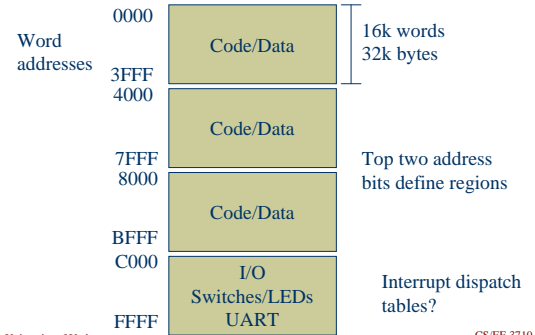 0000
Word
addresses
Code/Data
16k words
32k bytes
3FFF
4000
Code/Data
7FFF
8000
Top two address
bits define regions
Code/Data
BFFF
C000
I/O
Switches/LEDs
UART
FFFF
Interrupt dispatch
tables?
CS/EE 3710